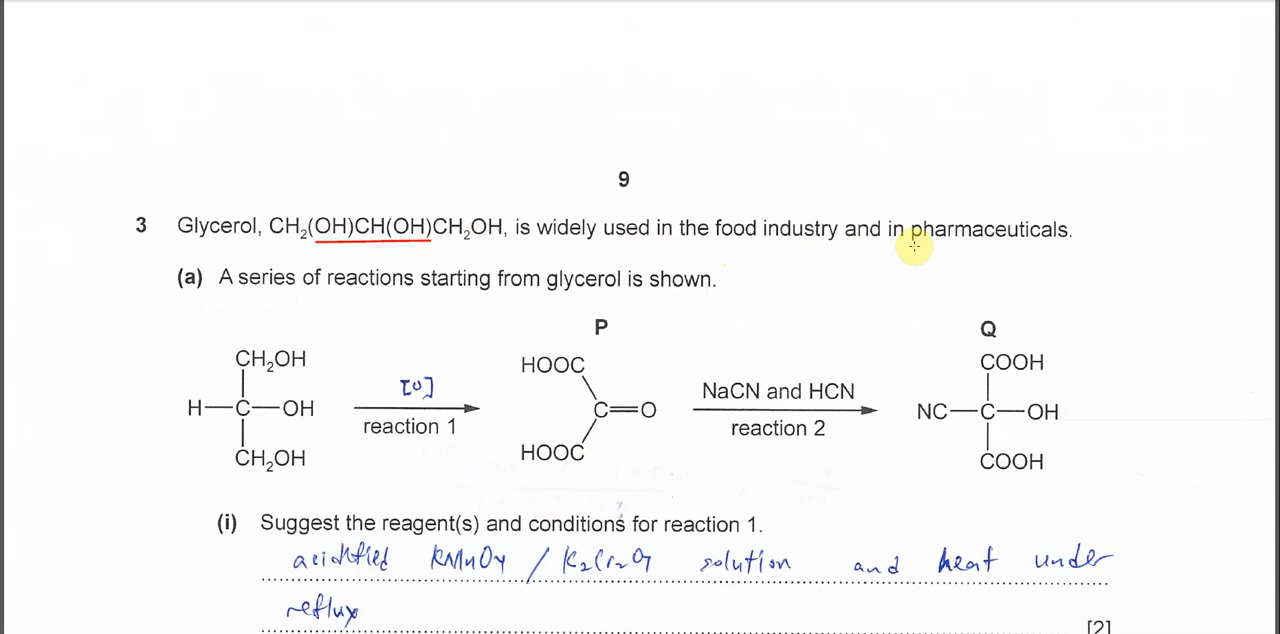 9
3 Glycerol, CH2(OH)CH(OH)CH2OH, is widely used in the food industry and in pharmaceuticals.
(a) A series of reactions starting from glycerol is shown.
P
Q
CH2OH
HOOC
COOH
[O]
NaCN and HCN
H—C—OH
C=O
NC—C—OH
reaction 1
reaction 2
CH2OH
HOOC
COOH
(i) Suggest the reagent(s) and conditions for reaction 1.
acidified KMnO4 / K2Cr2O7 solution and heat under
reflux
[2]